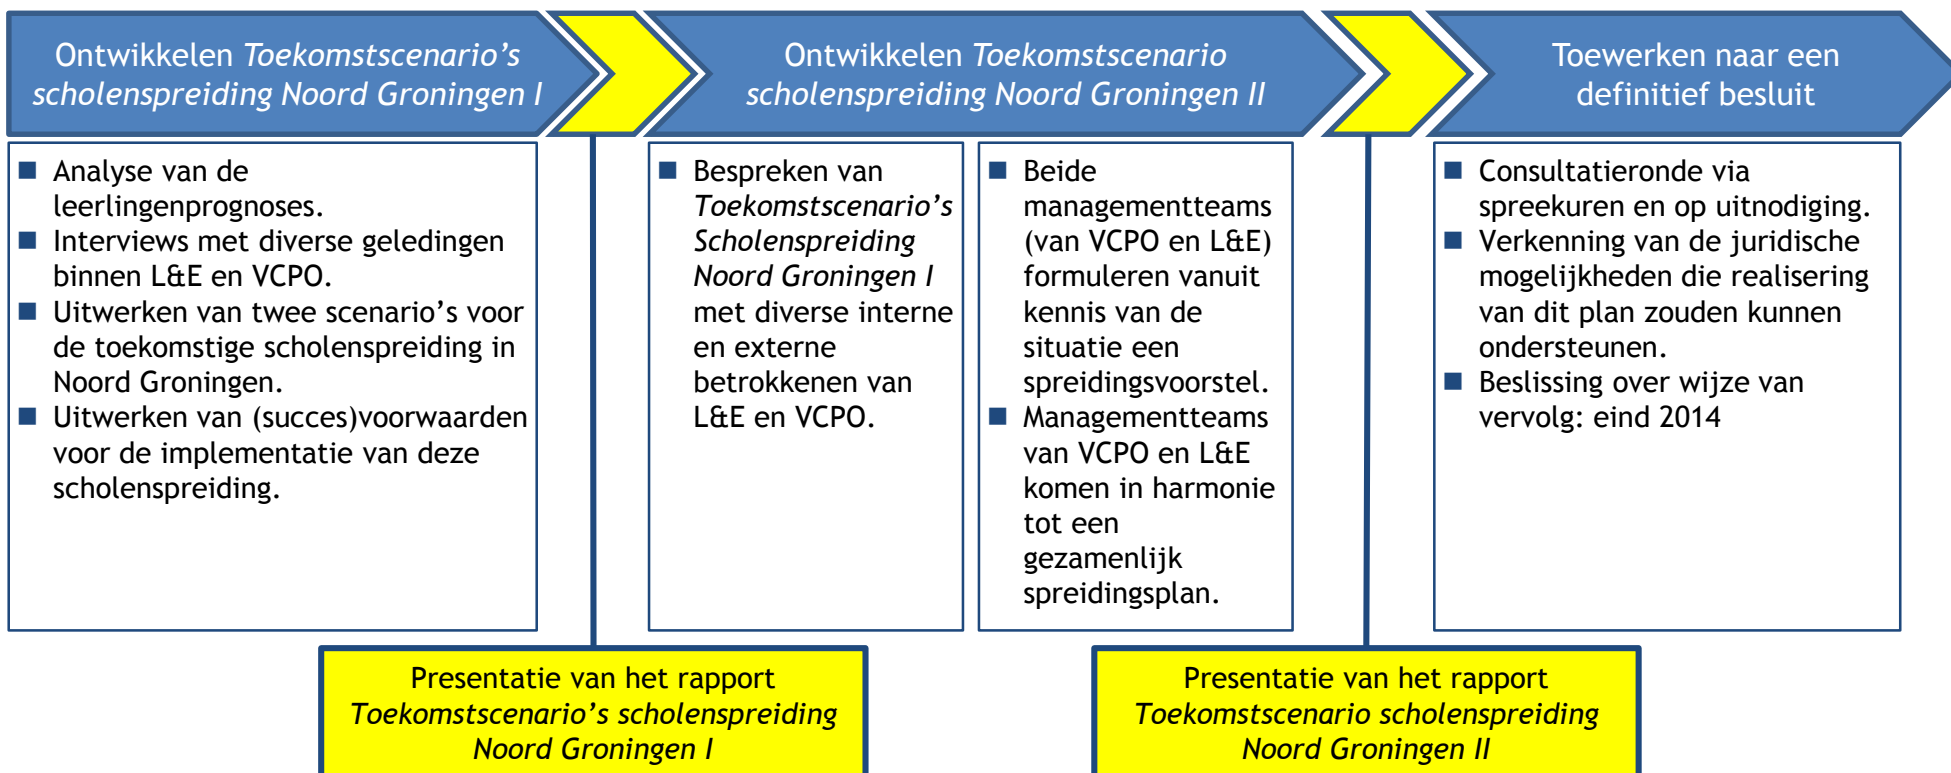 Ontwikkelen Toekomstscenario’s
scholenspreiding Noord Groningen I
Ontwikkelen Toekomstscenario
scholenspreiding Noord Groningen II
Toewerken naar een
definitief besluit
Analyse van de
leerlingenprognoses.
Interviews met diverse geledingen
binnen L&E en VCPO.
Uitwerken van twee scenario’s voor
de toekomstige scholenspreiding in
Noord Groningen.
Uitwerken van (succes)voorwaarden
voor de implementatie van deze
scholenspreiding.
Bespreken van
Toekomstscenario’s
Scholenspreiding
Noord Groningen I
met diverse interne
en externe
betrokkenen van
L&E en VCPO.
Beide
managementteams
(van VCPO en L&E)
formuleren vanuit
kennis van de
situatie een
spreidingsvoorstel.
Managementteams
van VCPO en L&E
komen in harmonie
tot een
gezamenlijk
spreidingsplan.
Consultatieronde via
spreekuren en op uitnodiging.
Verkenning van de juridische
mogelijkheden die realisering
van dit plan zouden kunnen
ondersteunen.
Beslissing over wijze van
vervolg: eind 2014
Presentatie van het rapport
Toekomstscenario’s scholenspreiding
Noord Groningen I
Presentatie van het rapport
Toekomstscenario scholenspreiding
Noord Groningen II